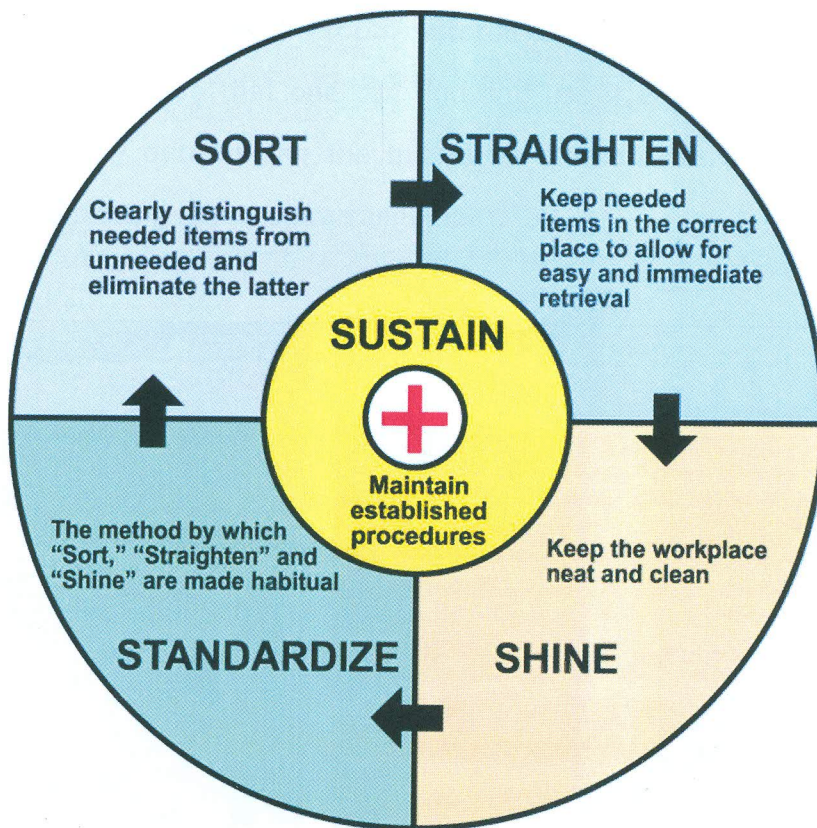 SORT
Clearly distinguish
needed items from
unneeded and
eliminate the latter
STRAIGHTEN
Keep needed
items in the correct
place to allow for
easy and immediate
retrieval
SUSTAIN
Maintain
established
procedures
The method by which
“Sort,” “Straighten” and
“Shine” are made habitual
STANDARDIZE
Keep the workplace
neat and clean
SHINE